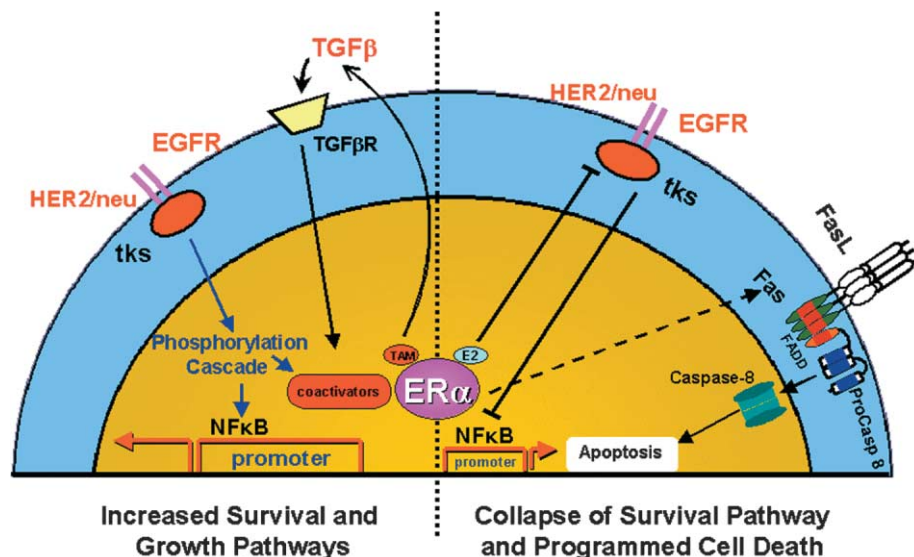 TGFβ
TGFβR
EGFR
HER2/neu
tks
Phosphorylation
Cascade
coactivators
TAM
NFκB
promoter
ERα
E2
HER2/neu
EGFR
tks
FasL
Fas
FADD
ProCasp 8
Caspase-8
Apoptosis
NFκB
promoter
Increased Survival and
Growth Pathways
Collapse of Survival Pathway
and Programmed Cell Death